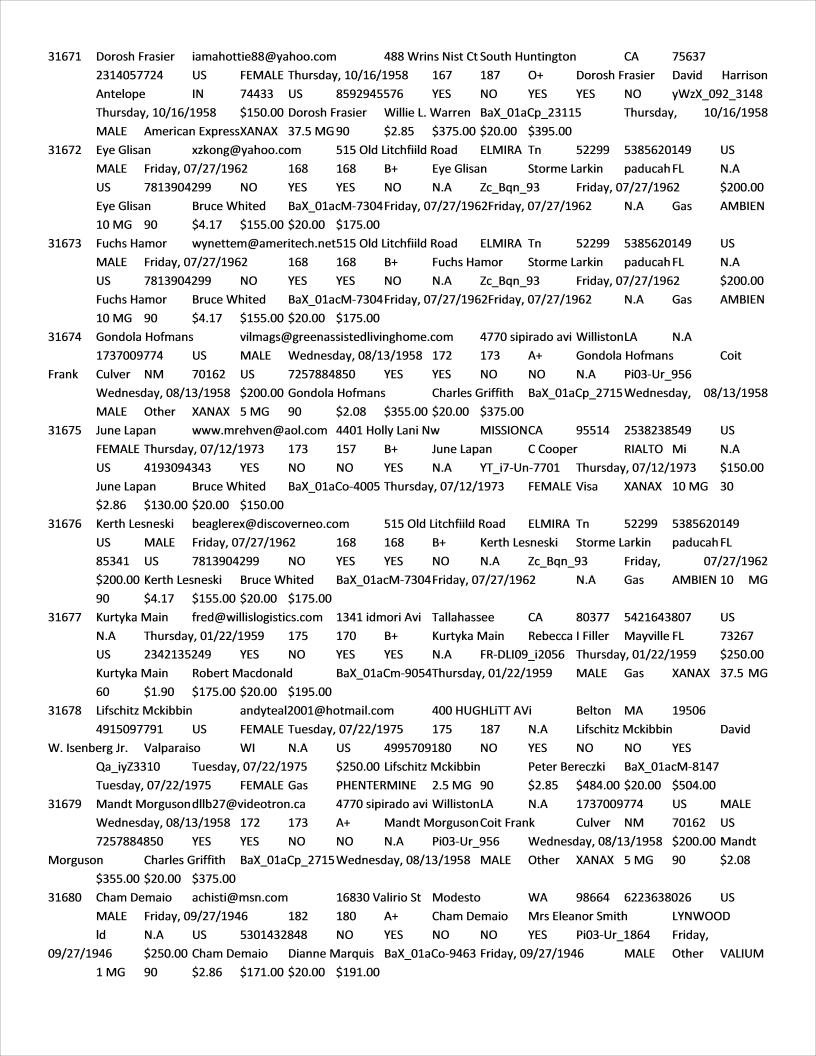 31671 Dorosh Frasier iamahottie88@yahoo.com 488 Wrins Nist Ct South Huntington CA 75637
2314057724 US FEMALE Thursday, 10/16/1958 167 187 O+ Dorosh Frasier David Harrison
Antelope IN 74433 US 8592945576 YES YES YES NO yWzX_092_3148
Thursday, 10/16/1958 $150.00 Dorosh Frasier Willie L. Warren BaX_01aCp_23115 Thursday, 10/16/1958
MALE American Express XANAX 37.5 MG 90 $2.85 $375.00 $20.00 $395.00
31672 Eye Glisan xzkong@yahoo.com 515 Old Litchfiild Road ELMIRA Tn 52299 5385620149 US
MALE Friday, 07/27/1962 168 168 B+ Eye Glisan Storme Larkin paducah FL N.A
US 7813904299 NO YES YES NO N.A Zc_Bqn_93 Friday, 07/27/1962 $200.00
Eye Glisan Bruce Whited BaX_01acM-7304 Friday, 07/27/1962 Friday, 07/27/1962 N.A Gas AMBIEN
10 MG 90 $4.17 $155.00 $20.00 $175.00
31673 Fuchs Hamor wynettem@ameritech.net 515 Old Litchfiild Road ELMIRA Tn 52299 5385620149 US
MALE Friday, 07/27/1962 168 168 B+ Fuchs Hamor Storme Larkin paducah FL N.A
US 7813904299 NO YES YES NO N.A Zc_Bqn_93 Friday, 07/27/1962 $200.00
Fuchs Hamor Bruce Whited BaX_01acM-7304 Friday, 07/27/1962 Friday, 07/27/1962 N.A Gas AMBIEN
10 MG 90 $4.17 $155.00 $20.00 $175.00
31674 Gondola Hofmans vilmags@greenassistedlivinghome.com 4770 sipirado avi Williston LA N.A
1737009774 US MALE Wednesday, 08/13/1958 172 173 A+ Gondola Hofmans Coit
Frank Culver NM 70162 US 7257884850 YES YES NO NO N.A Pi03-Ur_956
Wednesday, 08/13/1958 $200.00 Gondola Hofmans Charles Griffith BaX_01aCp_2715 Wednesday, 08/13/1958
MALE Other XANAX 5 MG 90 $2.08 $355.00 $20.00 $375.00
31675 June Lapan www.mrehven@aol.com 4401 Holly Lani Nw MISSION CA 95514 2538238549 US
FEMALE Thursday, 07/12/1973 173 157 B+ June Lapan C Cooper RIALTO Mi N.A
US 4193094343 YES NO NO YES N.A YT_i7-Un-7701 Thursday, 07/12/1973 $150.00
June Lapan Bruce Whited BaX_01aCo-4005 Thursday, 07/12/1973 FEMALE Visa XANAX 10 MG 30
$2.86 $130.00 $20.00 $150.00
31676 Kerth Lesneski beaglerex@discoverneo.com 515 Old Litchfiild Road ELMIRA Tn 52299 5385620149
US MALE Friday, 07/27/1962 168 168 B+ Kerth Lesneski Storme Larkin paducah FL
85341 US 7813904299 NO YES YES NO N.A Zc_Bqn_93 Friday, 07/27/1962
$200.00 Kerth Lesneski Bruce Whited BaX_01acM-7304 Friday, 07/27/1962 N.A Gas AMBIEN 10 MG
90 $4.17 $155.00 $20.00 $175.00
31677 Kurtyka Main fred@willislogistics.com 1341 idmori Avi Tallahassee CA 80377 5421643807 US
N.A Thursday, 01/22/1959 175 170 B+ Kurtyka Main Rebecca I Filler Mayville FL 73267
US 2342135249 YES NO YES YES N.A FR-DLI09_i2056 Thursday, 01/22/1959 $250.00
Kurtyka Main Robert Macdonald BaX_01aCm-9054 Thursday, 01/22/1959 MALE Gas XANAX 37.5 MG
60 $1.90 $175.00 $20.00 $195.00
31678 Lifschitz Mckibbin andyteal2001@hotmail.com 400 HUGHLiTT AVi Belton MA 19506
4915097791 US FEMALE Tuesday, 07/22/1975 175 187 N.A Lifschitz Mckibbin David
W. Isenberg Jr. Valparaiso WI N.A US 4995709180 NO YES NO NO YES
Qa_iyZ3310 Tuesday, 07/22/1975 $250.00 Lifschitz Mckibbin Peter Bereczki BaX_01acM-8147
Tuesday, 07/22/1975 FEMALE Gas PHENTERMINE 2.5 MG 90 $2.85 $484.00 $20.00 $504.00
31679 Mandt Morguson dllb27@videotron.ca 4770 sipirado avi Williston LA N.A 1737009774 US MALE
Wednesday, 08/13/1958 172 173 A+ Mandt Morguson Coit Frank Culver NM 70162 US
7257884850 YES YES NO NO N.A Pi03-Ur_956 Wednesday, 08/13/1958 $200.00 Mandt
Morguson Charles Griffith BaX_01aCp_2715 Wednesday, 08/13/1958 MALE Other XANAX 5 MG 90 $2.08
$355.00 $20.00 $375.00
31680 Cham Demaio achisti@msn.com 16830 Valirio St Modesto WA 98664 6223638026 US
MALE Friday, 09/27/1946 182 180 A+ Cham Demaio Mrs Eleanor Smith LYNWOOD
ld N.A US 5301432848 NO YES NO NO YES Pi03-Ur_1864 Friday,
09/27/1946 $250.00 Cham Demaio Dianne Marquis BaX_01aCo-9463 Friday, 09/27/1946 MALE Other VALIUM
1 MG 90 $2.86 $171.00 $20.00 $191.00